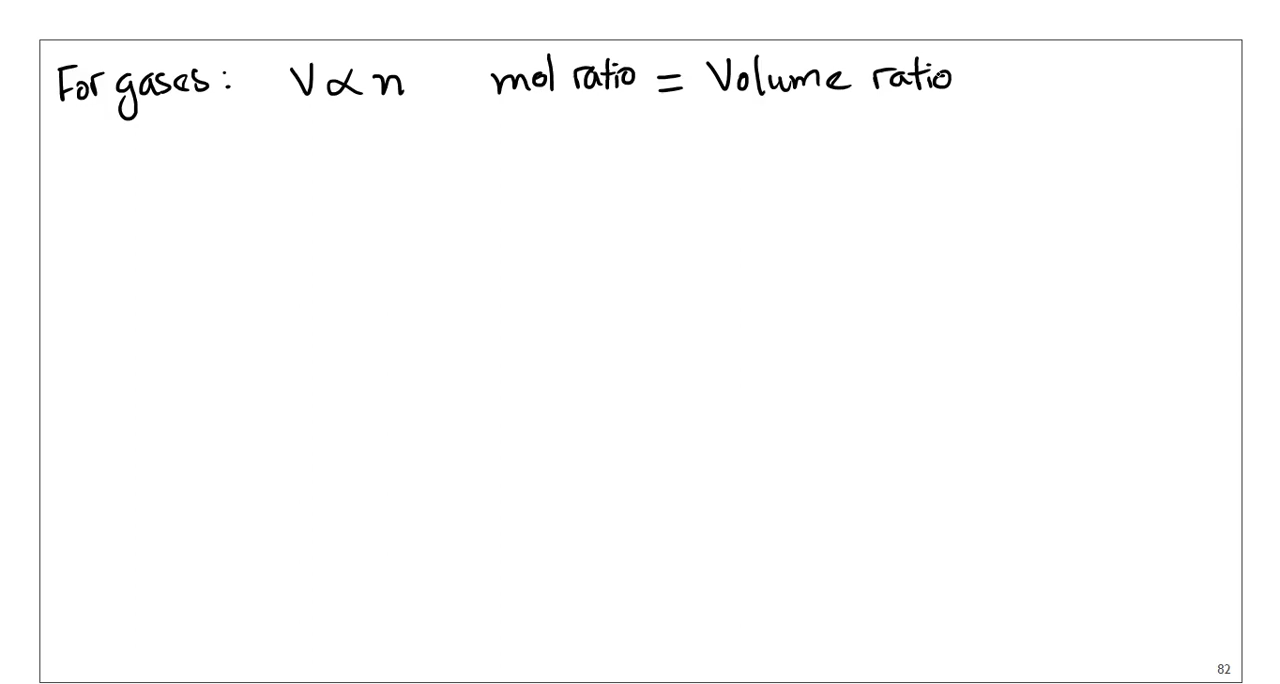 For gases: V ∝ n mol ratio = Volume ratio
82